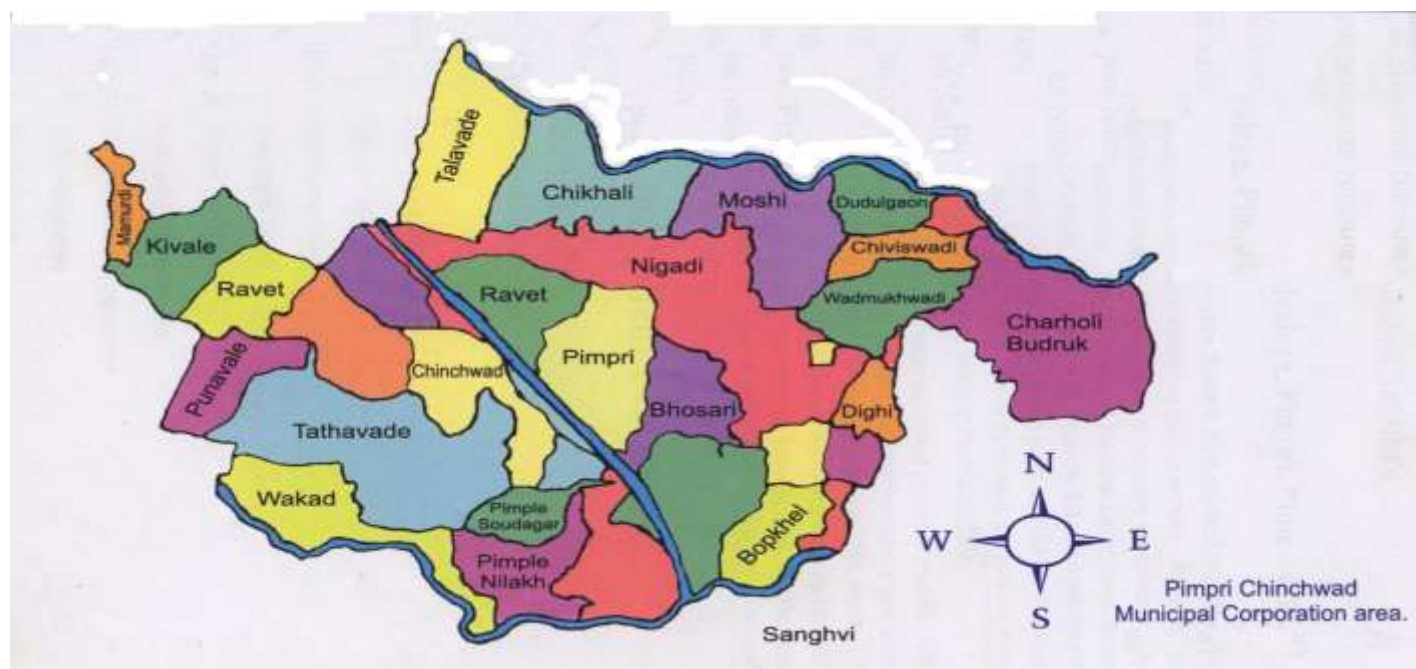 Talavade
Chikhali
Moshi
Dudulgaon
Mamurdi
Kivale
Chiviswadi
Nigadi
Ravet
Ravet
Wadmukhwadi
Charholi
Budruk
Pimpri
Punavale
Chinchwad
Bhosari
Dighi
Tathavade
Wakad
Pimple
Soudagar
Bopkhel
Pimple
Nilakh
N
W
E
S
Pimpri Chinchwad
Municipal Corporation area.
Sanghvi